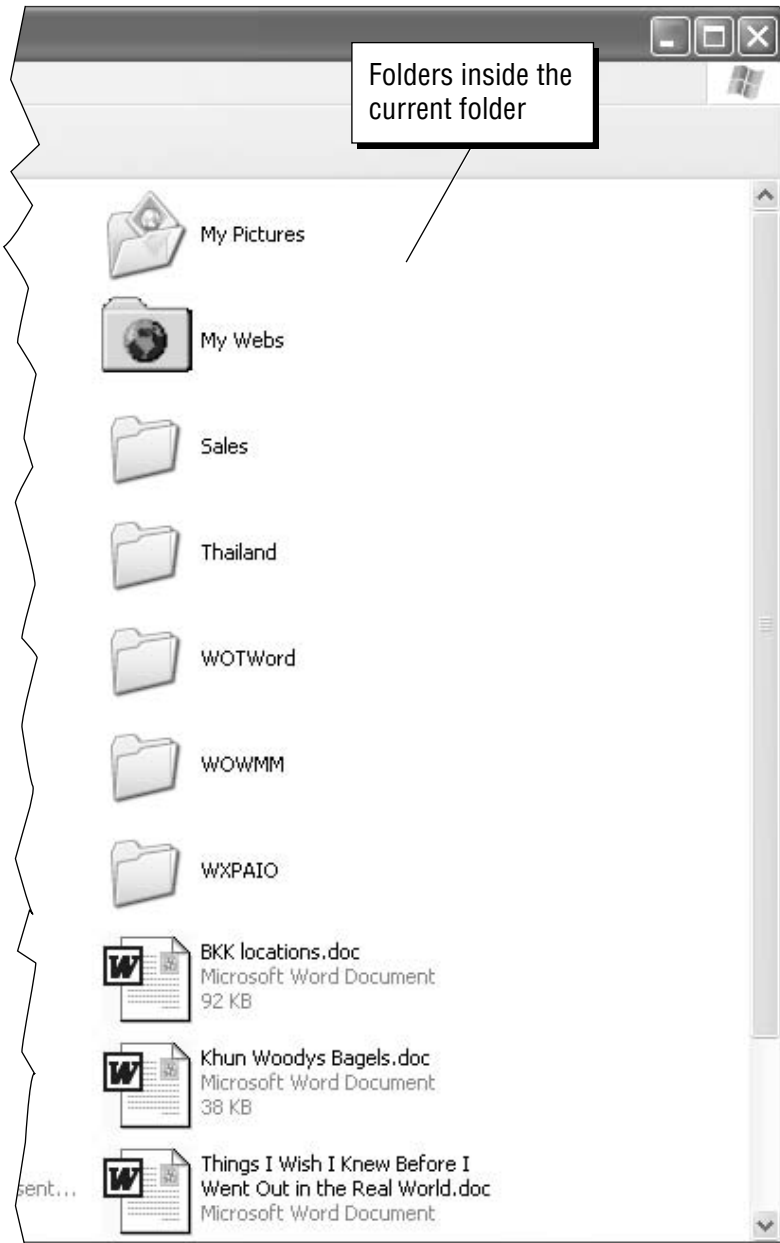 Folders inside the
current folder
My Pictures
My Webs
Sales
Thailand
WOTWord
WOWMM
WXPAIO
BKK locations.doc
Microsoft Word Document
92 KB
Khun Woodys Bagels.doc
Microsoft Word Document
38 KB
Things I Wish I Knew Before I
Went Out in the Real World.doc
Microsoft Word Document
sent...